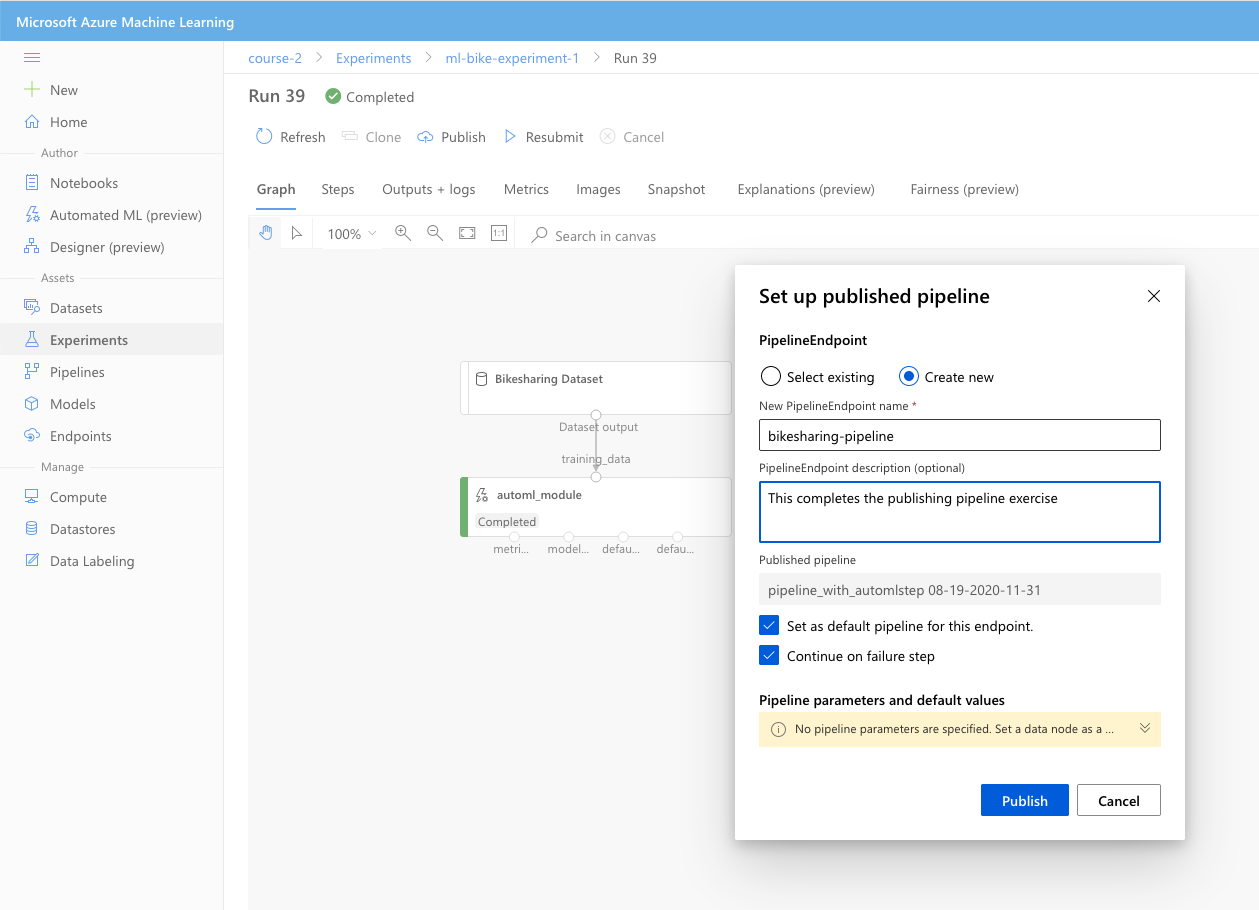 Microsoft Azure Machine Learning
New
Home
Author
Notebooks
Automated ML (preview)
Designer (preview)
Assets
Datasets
Experiments
Pipelines
Models
Endpoints
Manage
Compute
Datastores
Data Labeling
course-2 > Experiments > ml-bike-experiment-1 > Run 39
Run 39 Completed
Refresh Clone Publish Resubmit Cancel
Graph Steps Outputs + logs Metrics Images Snapshot Explanations (preview) Fairness (preview)
100% 1:1 Search in canvas
Bikesharing Dataset
Dataset output
training_data
automl_module
Completed
metri... model... defau... defau...
Set up published pipeline
PipelineEndpoint
Select existing Create new
New PipelineEndpoint name *
bikesharing-pipeline
PipelineEndpoint description (optional)
This completes the publishing pipeline exercise
Published pipeline
pipeline_with_automlstep 08-19-2020-11-31
Set as default pipeline for this endpoint.
Continue on failure step
Pipeline parameters and default values
No pipeline parameters are specified. Set a data node as a ...
Publish Cancel